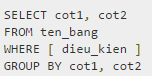 SELECT cot1, cot2
FROM ten_bang
WHERE [ dieu_kien ]
GROUP BY cot1, cot2